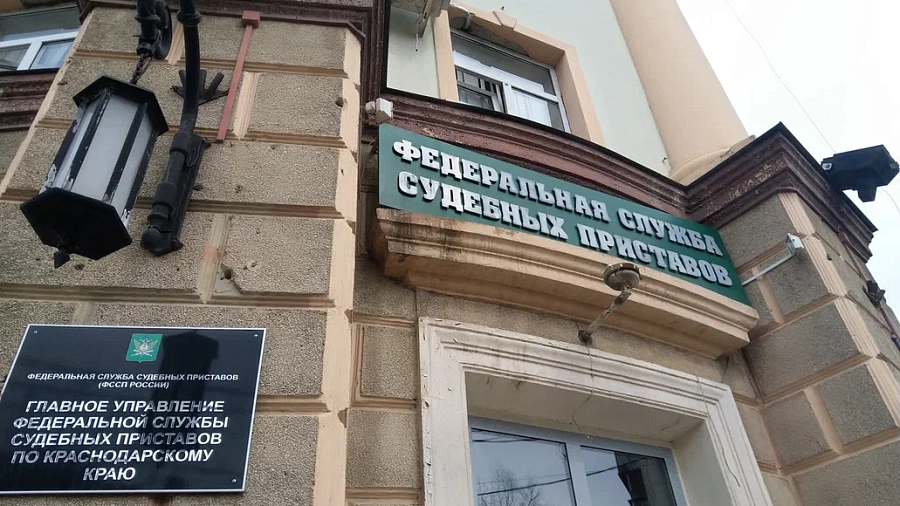 ФЕДЕРАЛЬНАЯ СЛУЖБА
СУДЕБНЫХ ПРИСТАВОВ
ФЕДЕРАЛЬНАЯ СЛУЖБА СУДЕБНЫХ ПРИСТАВОВ
(ФССП РОССИИ)
ГЛАВНОЕ УПРАВЛЕНИЕ
ФЕДЕРАЛЬНОЙ СЛУЖБЫ
СУДЕБНЫХ ПРИСТАВОВ
ПО КРАСНОДАРСКОМУ
КРАЮ